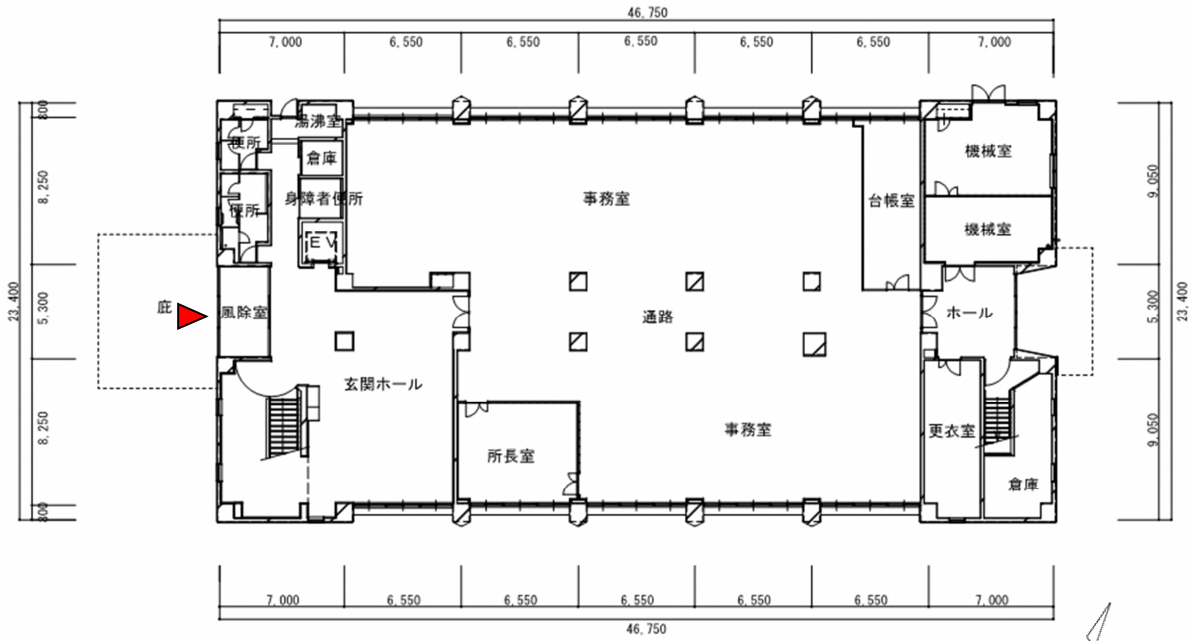 46,750
7,000 6,550 6,550 6,550 6,550 6,550 7,000
800
8,250
5,300
8,250
800
23,400
湯沸室
便所
倉庫
機械室
身障者便所
事務室
台帳室
便所
機械室
EV
庇
風除室
通路
ホール
玄関ホール
事務室
更衣室
所長室
倉庫
9,050
5,300
9,050
23,400
7,000 6,550 6,550 6,550 6,550 6,550 7,000
46,750